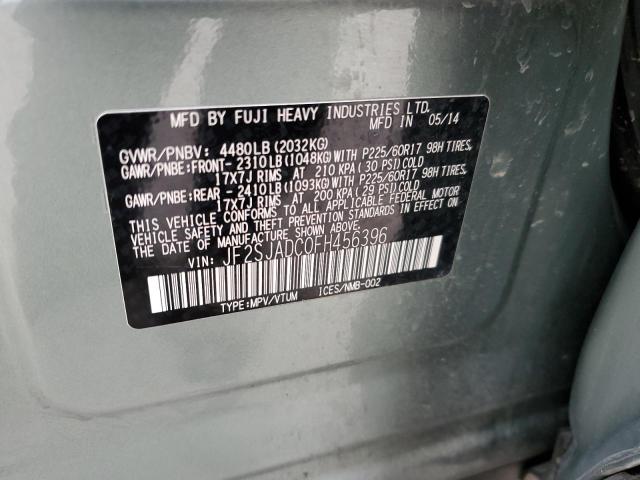 MFD BY FUJI HEAVY INDUSTRIES LTD.
MFD IN 05/14
GVWR/PNBV: 4480LB (2032KG)
GAWR/PNBE:FRONT- 2310LB (1048KG) WITH P225/60R17 98H TIRES,
17X7J RIMS AT 210 KPA (30 PSI) COLD
GAWR/PNBE:REAR - 2410LB (1093KG) WITH P225/60R17 98H TIRES,
17X7J RIMS AT 200 KPA (29 PSI) COLD
THIS VEHICLE CONFORMS TO ALL APPLICABLE FEDERAL MOTOR
VEHICLE SAFETY AND THEFT PREVENTION STANDARDS IN EFFECT ON
THE DATE OF MANUFACTURE SHOWN ABOVE.
VIN: JF2SJADC0FH456396
TYPE:MPV/VTUM ICES/NMB-002